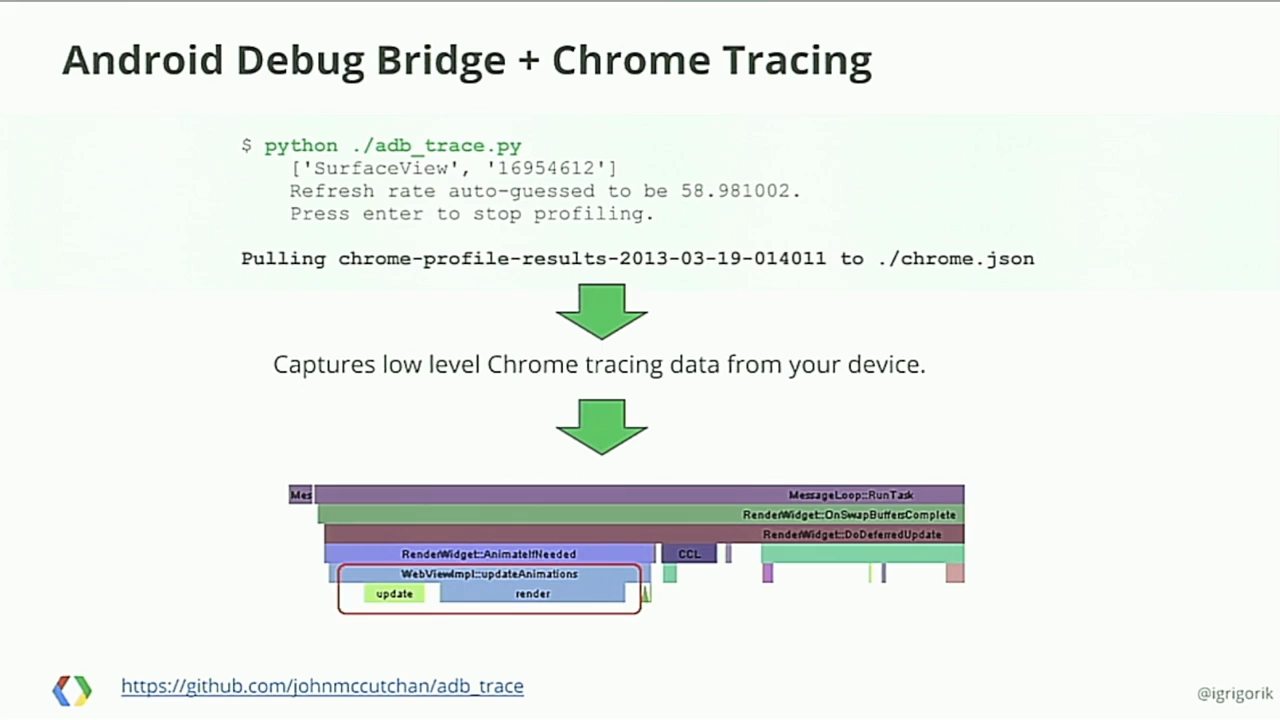 Android Debug Bridge + Chrome Tracing
$ python ./adb_trace.py
['SurfaceView', '16954612']
Refresh rate auto-guessed to be 58.981002.
Press enter to stop profiling.
Pulling chrome-profile-results-2013-03-19-014011 to ./chrome.json
Captures low level Chrome tracing data from your device.
Mes MessageLoop::RunTask
RenderWidget::OnSwapBuffersComplete
RenderWidget::DoDeferredUpdate
RenderWidget::AnimateIfNeeded CCL
WebViewImpl::updateAnimations
update render
https://github.com/johnmccutchan/adb_trace
@igrigorik